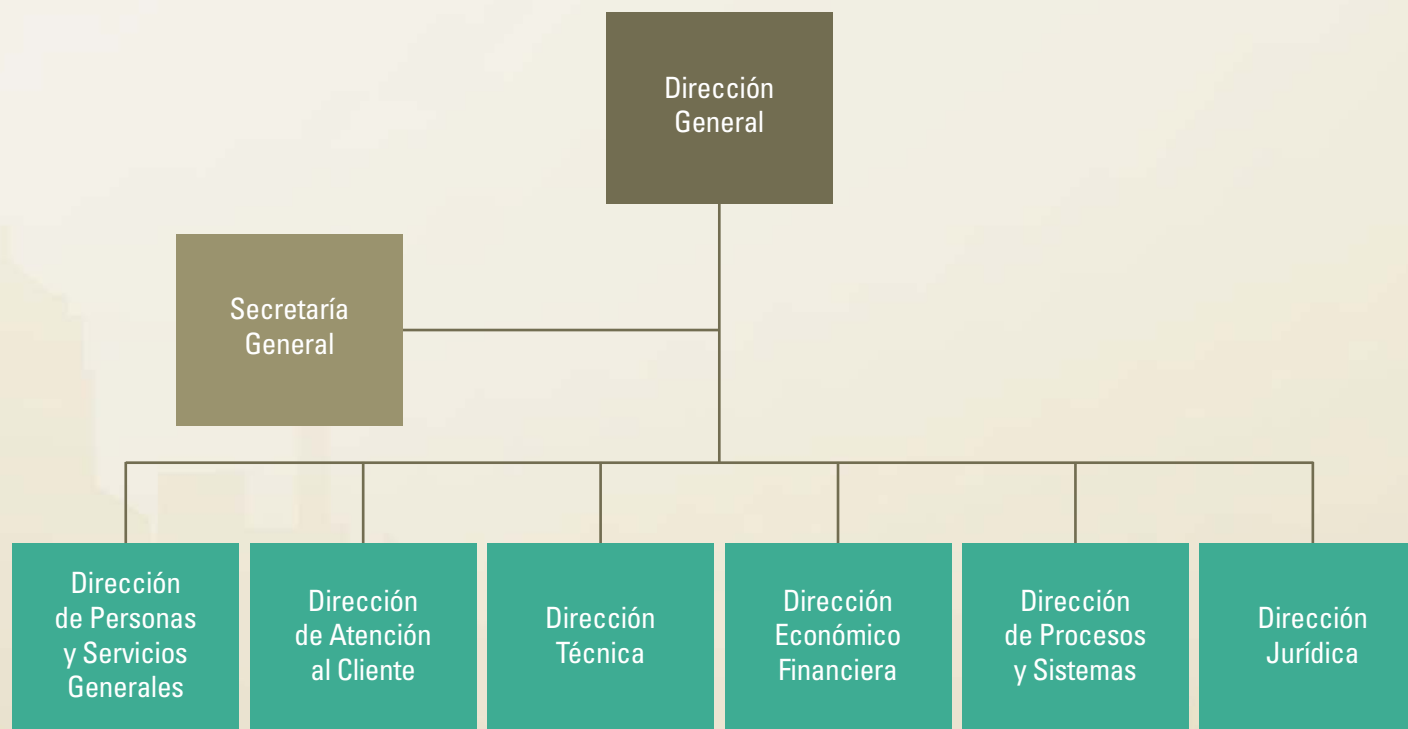 Dirección
General
Secretaría
General
Dirección
de Personas
y Servicios
Generales
Dirección
de Atención
al Cliente
Dirección
Técnica
Dirección
Económico
Financiera
Dirección
de Procesos
y Sistemas
Dirección
Jurídica